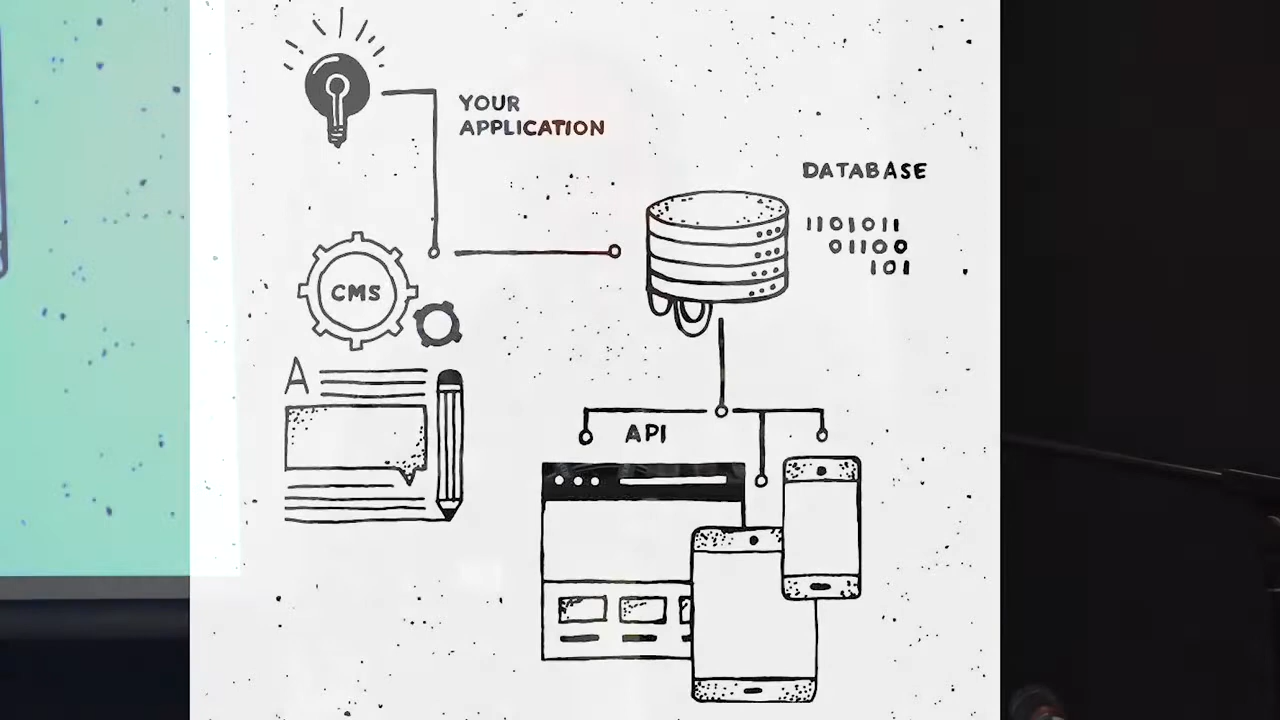 YOUR
APPLICATION
DATABASE
1101011
01100
101
CMS
A
API